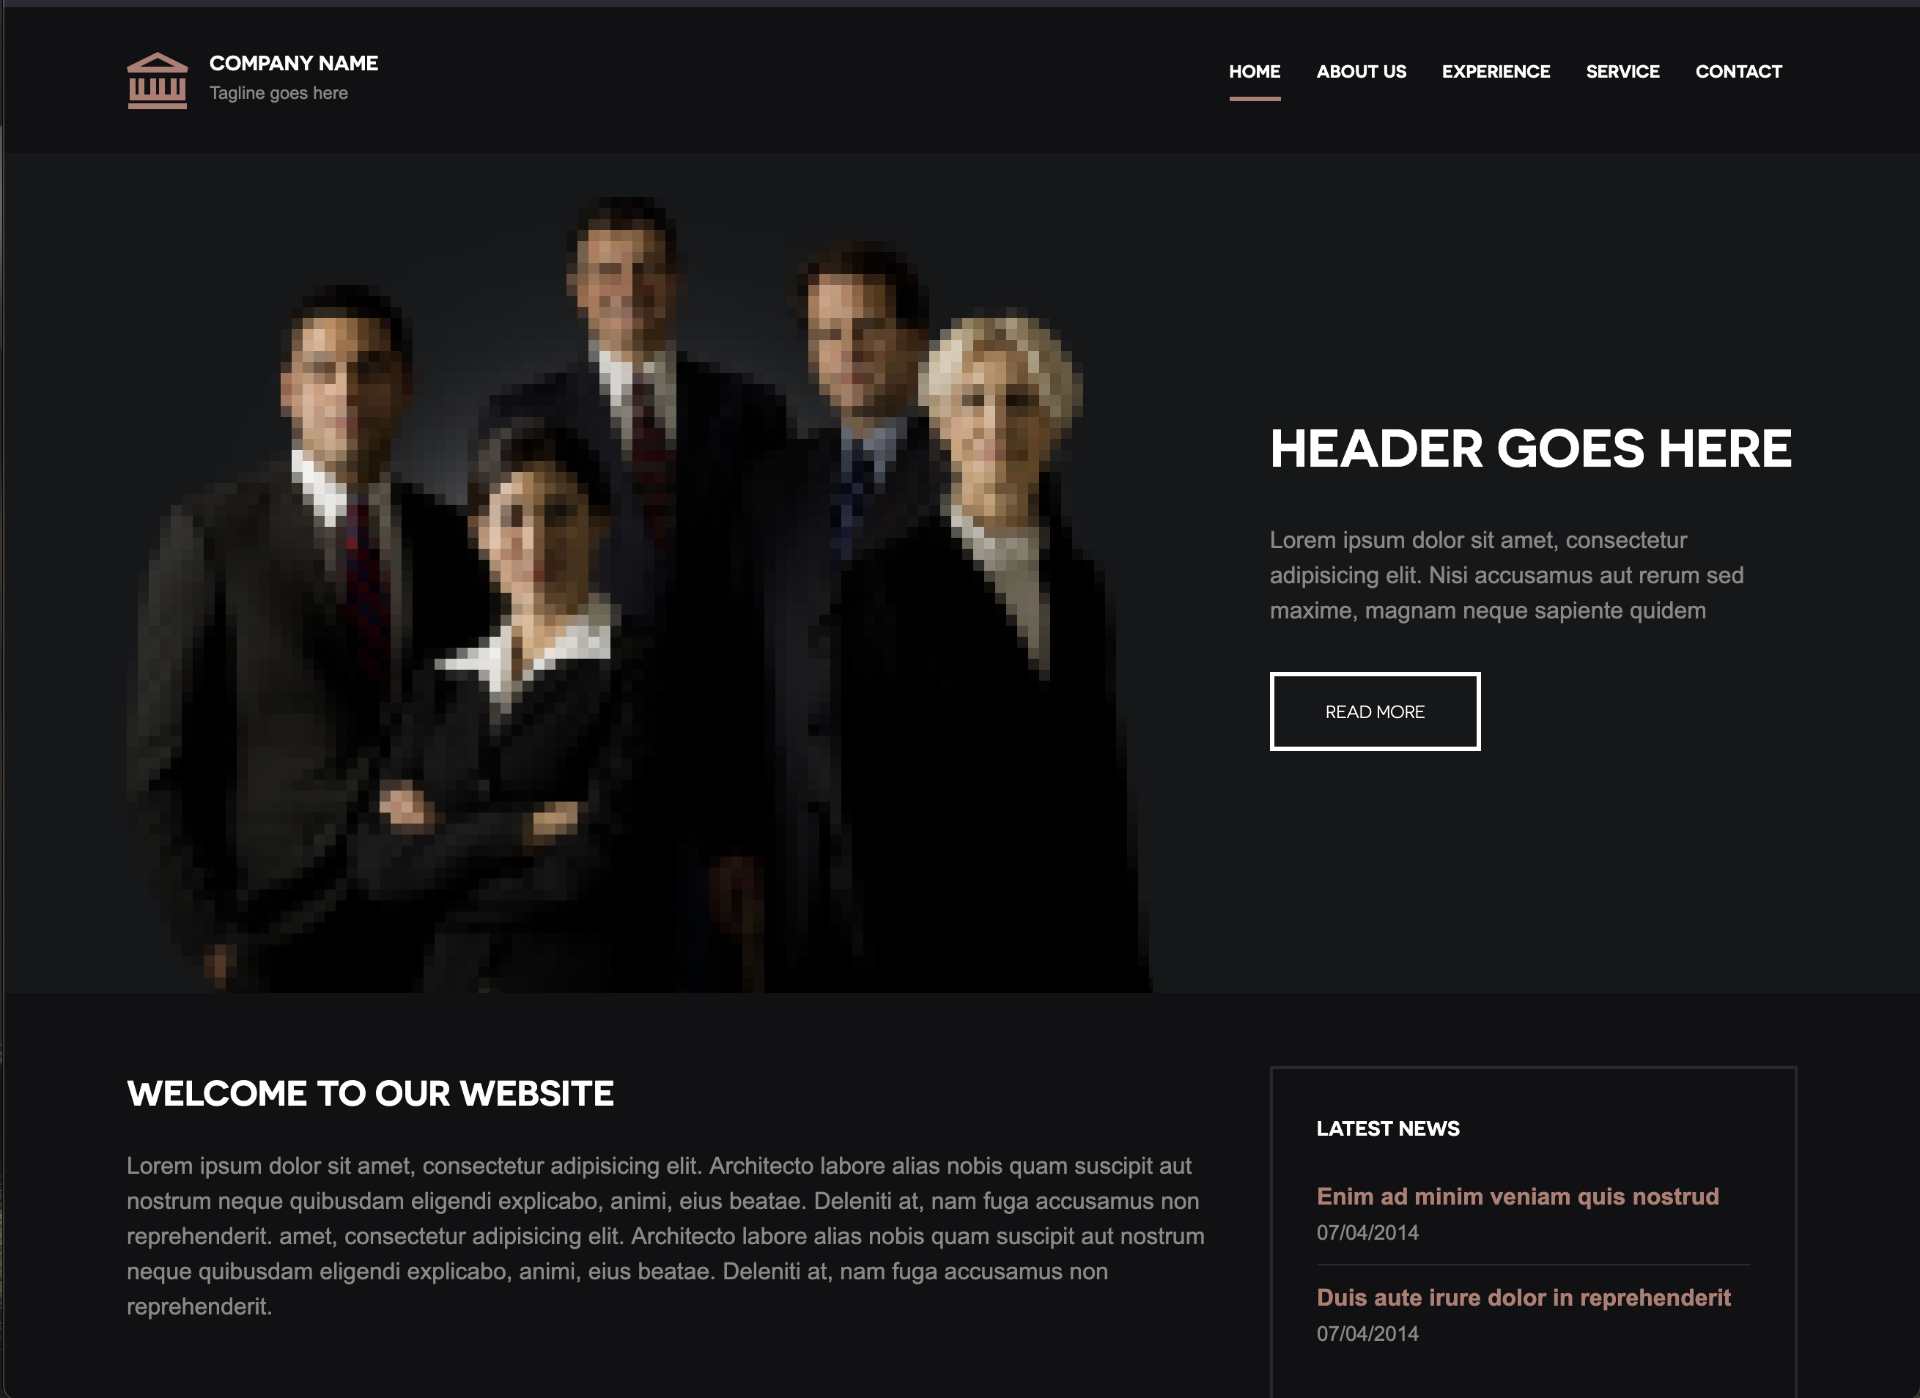 COMPANY NAME
Tagline goes here
HOME ABOUT US EXPERIENCE SERVICE CONTACT
HEADER GOES HERE
Lorem ipsum dolor sit amet, consectetur
adipisicing elit. Nisi accusamus aut rerum sed
maxime, magnam neque sapiente quidem
READ MORE
WELCOME TO OUR WEBSITE
Lorem ipsum dolor sit amet, consectetur adipisicing elit. Architecto labore alias nobis quam suscipit aut
nostrum neque quibusdam eligendi explicabo, animi, eius beatae. Deleniti at, nam fuga accusamus non
reprehenderit. amet, consectetur adipisicing elit. Architecto labore alias nobis quam suscipit aut nostrum
neque quibusdam eligendi explicabo, animi, eius beatae. Deleniti at, nam fuga accusamus non
reprehenderit.
LATEST NEWS
Enim ad minim veniam quis nostrud
07/04/2014
Duis aute irure dolor in reprehenderit
07/04/2014